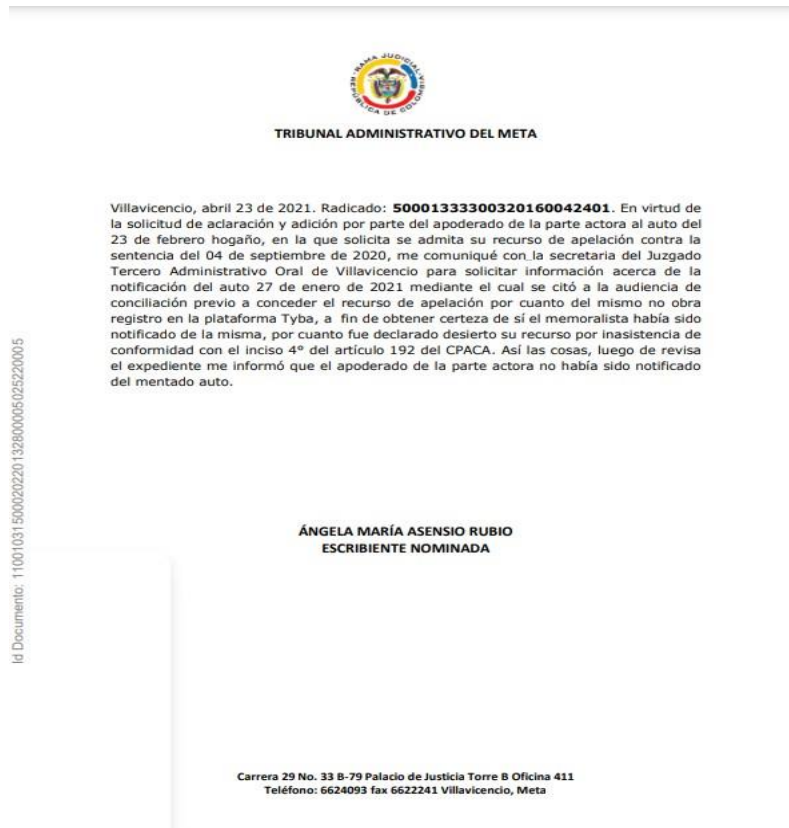 RAMA JUDICIAL
REPÚBLICA DE COLOMBIA
TRIBUNAL ADMINISTRATIVO DEL META
Villavicencio, abril 23 de 2021. Radicado: 50001333300320160042401. En virtud de
la solicitud de aclaración y adición por parte del apoderado de la parte actora al auto del
23 de febrero hogaño, en la que solicita se admita su recurso de apelación contra la
sentencia del 04 de septiembre de 2020, me comuniqué con la secretaria del Juzgado
Tercero Administrativo Oral de Villavicencio para solicitar información acerca de la
notificación del auto 27 de enero de 2021 mediante el cual se citó a la audiencia de
conciliación previo a conceder el recurso de apelación por cuanto del mismo no obra
registro en la plataforma Tyba, a fin de obtener certeza de sí el memoralista había sido
notificado de la misma, por cuanto fue declarado desierto su recurso por inasistencia de
conformidad con el inciso 4º del artículo 192 del CPACA. Así las cosas, luego de revisa
el expediente me informó que el apoderado de la parte actora no había sido notificado
del mentado auto.
ÁNGELA MARÍA ASENSIO RUBIO
ESCRIBIENTE NOMINADA
Carrera 29 No. 33 B-79 Palacio de Justicia Torre B Oficina 411
Teléfono: 6624093 fax 6622241 Villavicencio, Meta
Id Documento: 11001031500020220132800005025220005